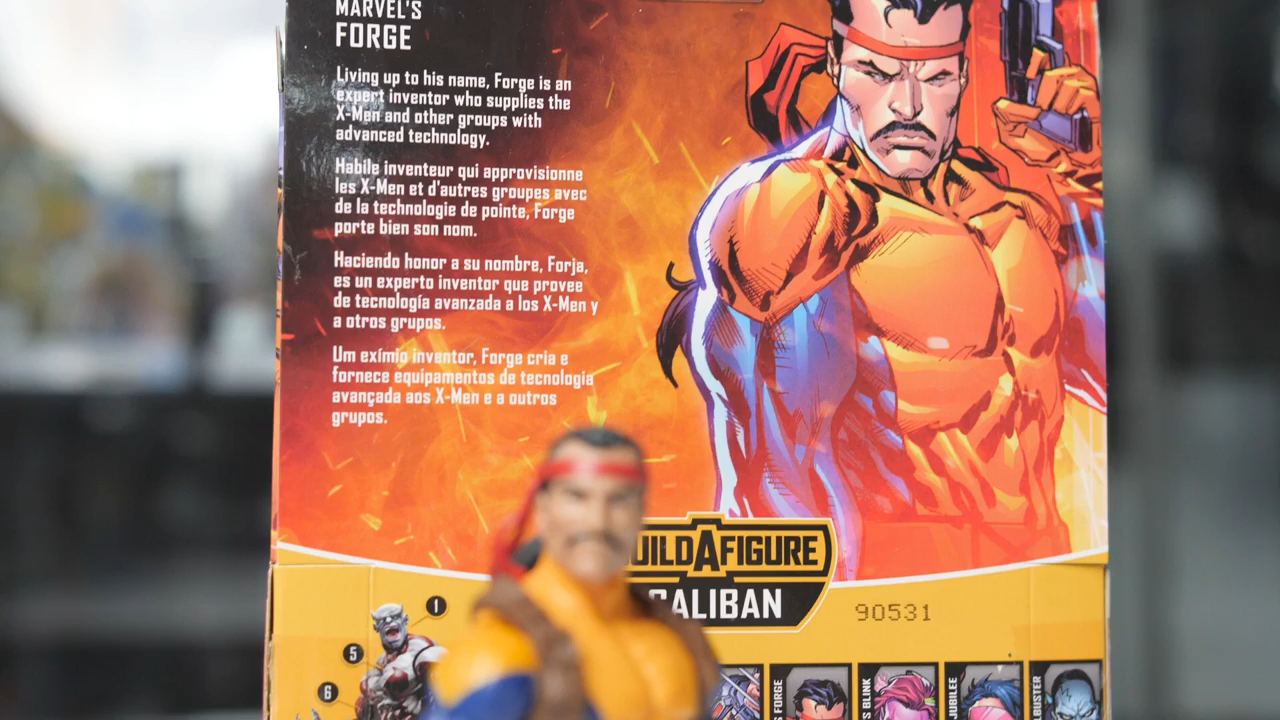 MARVEL'S
FORGE
Living up to his name, Forge is an
expert inventor who supplies the
X-Men and other groups with
advanced technology.
Habile inventeur qui approvisionne
les X-Men et d'autres groupes avec
de la technologie de pointe, Forge
porte bien son nom.
Haciendo honor a su nombre, Forja,
es un experto inventor que provee
de tecnología avanzada a los X-Men y
a otros grupos.
Um exímio inventor, Forge cria e
fornece equipamentos de tecnologia
avançada aos X-Men e a outros
grupos.
UILDAFIGURE
CALIBAN
90531
1
5
6
S FORGE
S BLINK
JUBILEE
BUSTER